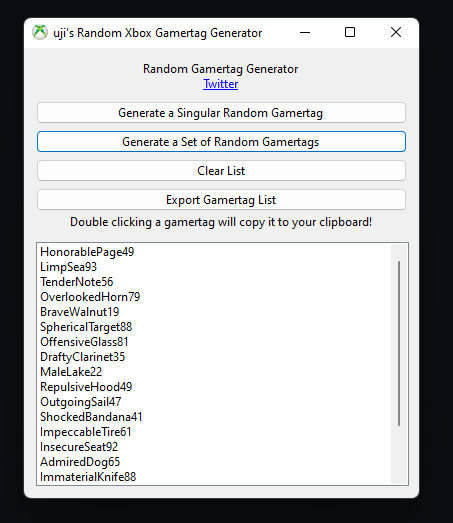 uji's Random Xbox Gamertag Generator
Random Gamertag Generator
Twitter
Generate a Singular Random Gamertag
Generate a Set of Random Gamertags
Clear List
Export Gamertag List
Double clicking a gamertag will copy it to your clipboard!
HonorablePage49
LimpSea93
TenderNote56
OverlookedHorn79
BraveWalnut19
SphericalTarget88
OffensiveGlass81
DraftyClarinet35
MaleLake22
RepulsiveHood49
OutgoingSail47
ShockedBandana41
ImpeccableTire61
InsecureSeat92
AdmiredDog65
ImmaterialKnife88